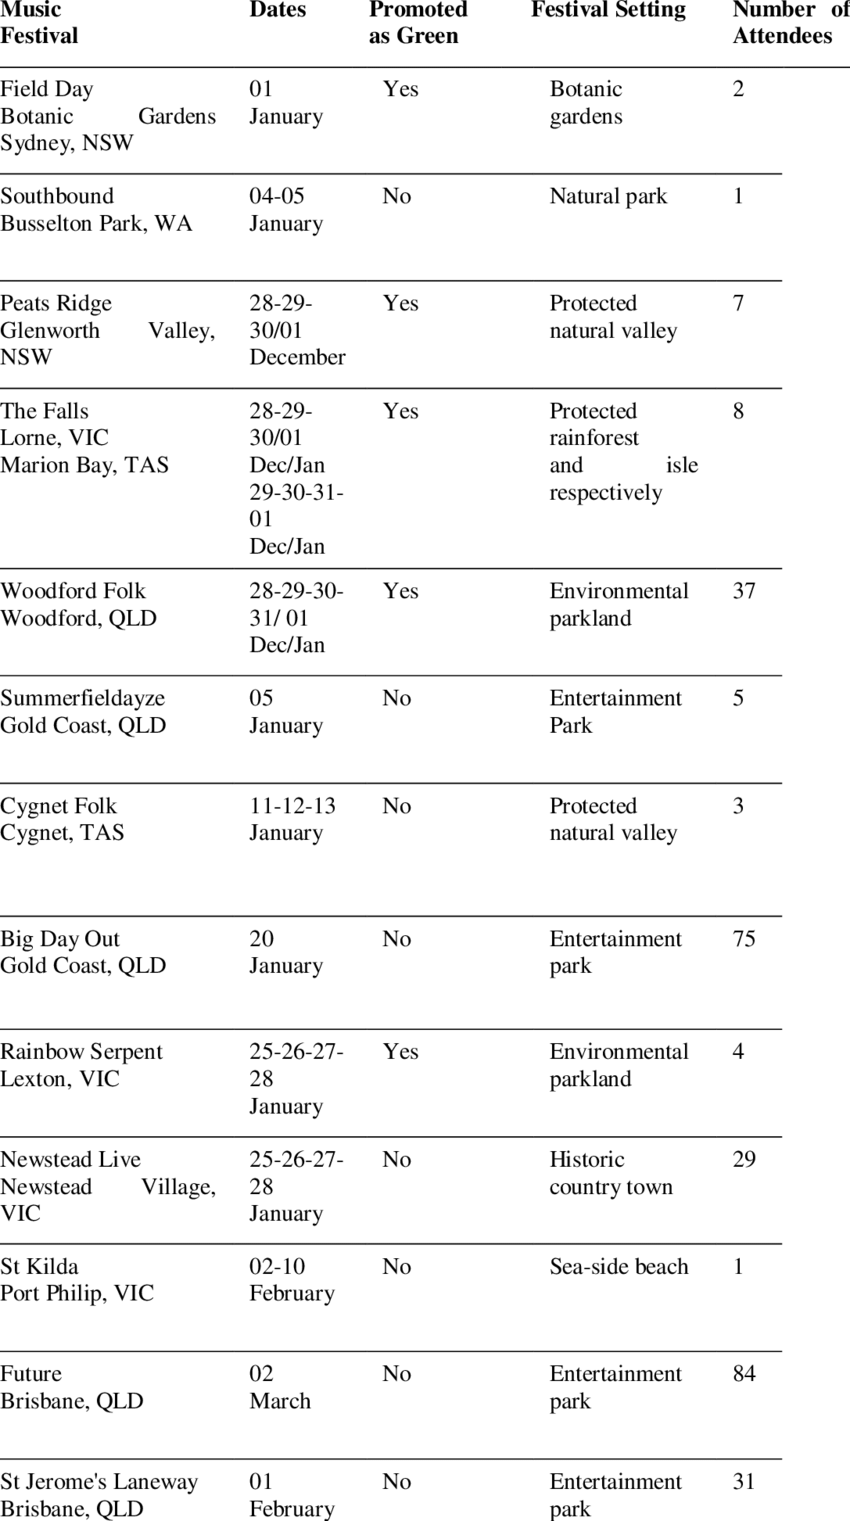 Music Dates Promoted Festival Setting Number of
Festival as Green Attendees
Field Day 01 Yes Botanic 2
Botanic Gardens January gardens
Sydney, NSW
Southbound 04-05 No Natural park 1
Busselton Park, WA January
Peats Ridge 28-29- Yes Protected 7
Glenworth Valley, 30/01 natural valley
NSW December
The Falls 28-29- Yes Protected 8
Lorne, VIC 30/01 rainforest
Marion Bay, TAS Dec/Jan and isle
29-30-31- respectively
01
Dec/Jan
Woodford Folk 28-29-30- Yes Environmental 37
Woodford, QLD 31/ 01 parkland
Dec/Jan
Summerfieldayze 05 No Entertainment 5
Gold Coast, QLD January Park
Cygnet Folk 11-12-13 No Protected 3
Cygnet, TAS January natural valley
Big Day Out 20 No Entertainment 75
Gold Coast, QLD January park
Rainbow Serpent 25-26-27- Yes Environmental 4
Lexton, VIC 28 parkland
January
Newstead Live 25-26-27- No Historic 29
Newstead Village, 28 country town
VIC January
St Kilda 02-10 No Sea-side beach 1
Port Philip, VIC February
Future 02 No Entertainment 84
Brisbane, QLD March park
St Jerome's Laneway 01 No Entertainment 31
Brisbane, QLD February park